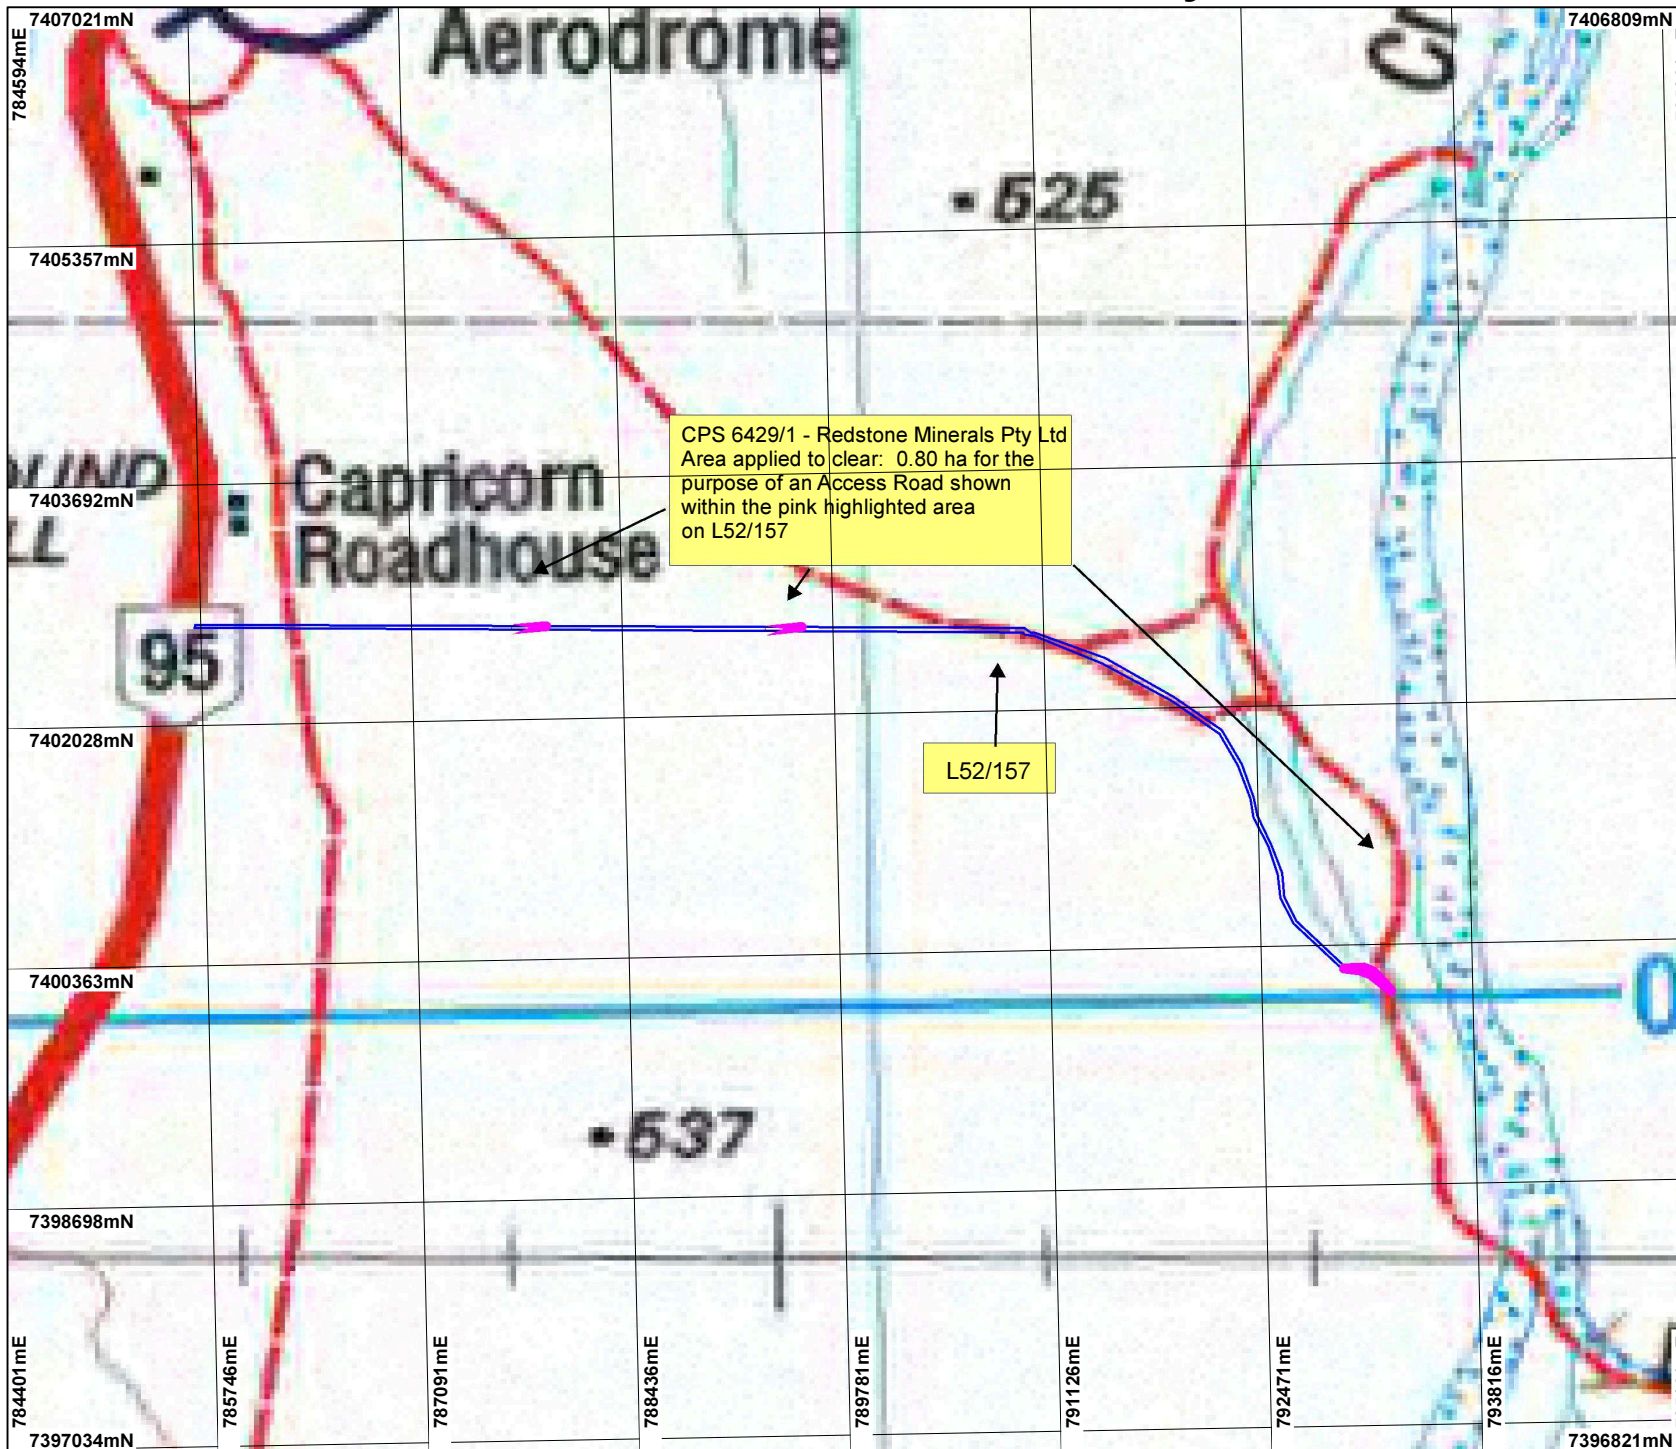 7407021mN
7406809mN
784594mE
Aerodrome
525
7405357mN
CPS 6429/1 - Redstone Minerals Pty Ltd
Area applied to clear: 0.80 ha for the
purpose of an Access Road shown
within the pink highlighted area
on L52/157
Capricorn
Roadhouse
7403692mN
LL
95
7402028mN
L52/157
7400363mN
0
537
7398698mN
784401mE
785746mE
787091mE
788436mE
789781mE
791126mE
792471mE
793816mE
7397034mN
7396821mN